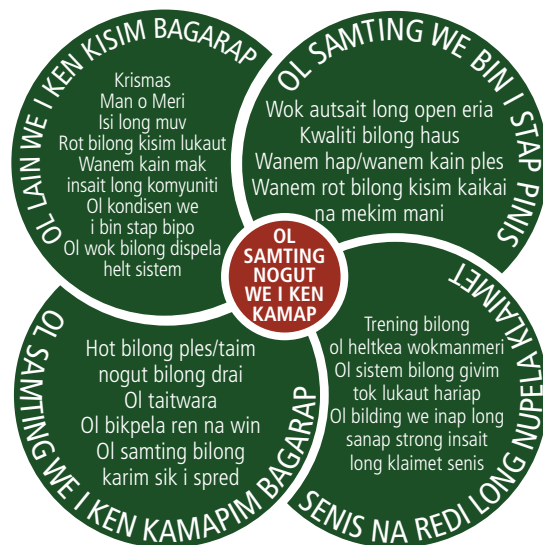 OL LAIN WE I KEN KISIM BAGARAP
Krismas
Man o Meri
Isi long muv
Rot bilong kisim lukaut
Wanem kain mak
insait long komyuniti
Ol kondisen we
i bin stap bipo
Ol wok bilong dispela
helt sistem
OL SAMTING WE BIN I STAP PINIS
Wok autsait long open eria
Kwaliti bilong haus
Wanem hap/wanem kain ples
Wanem rot bilong kisim kaikai
na mekim mani
OL
SAMTING
NOGUT
WE I KEN
KAMAP
OL SAMTING WE I KEN KAMAPIM BAGARAP
Hot bilong ples/taim
nogut bilong drai
Ol taitwara
Ol bikpela ren na win
Ol samting bilong
karim sik i spred
SENIS NA REDI LONG NUPELA KLAIMET
Trening bilong
ol heltkea wokmanmeri
Ol sistem bilong givim
tok lukaut hariap
Ol bilding we inap long
sanap strong insait
long klaimet senis